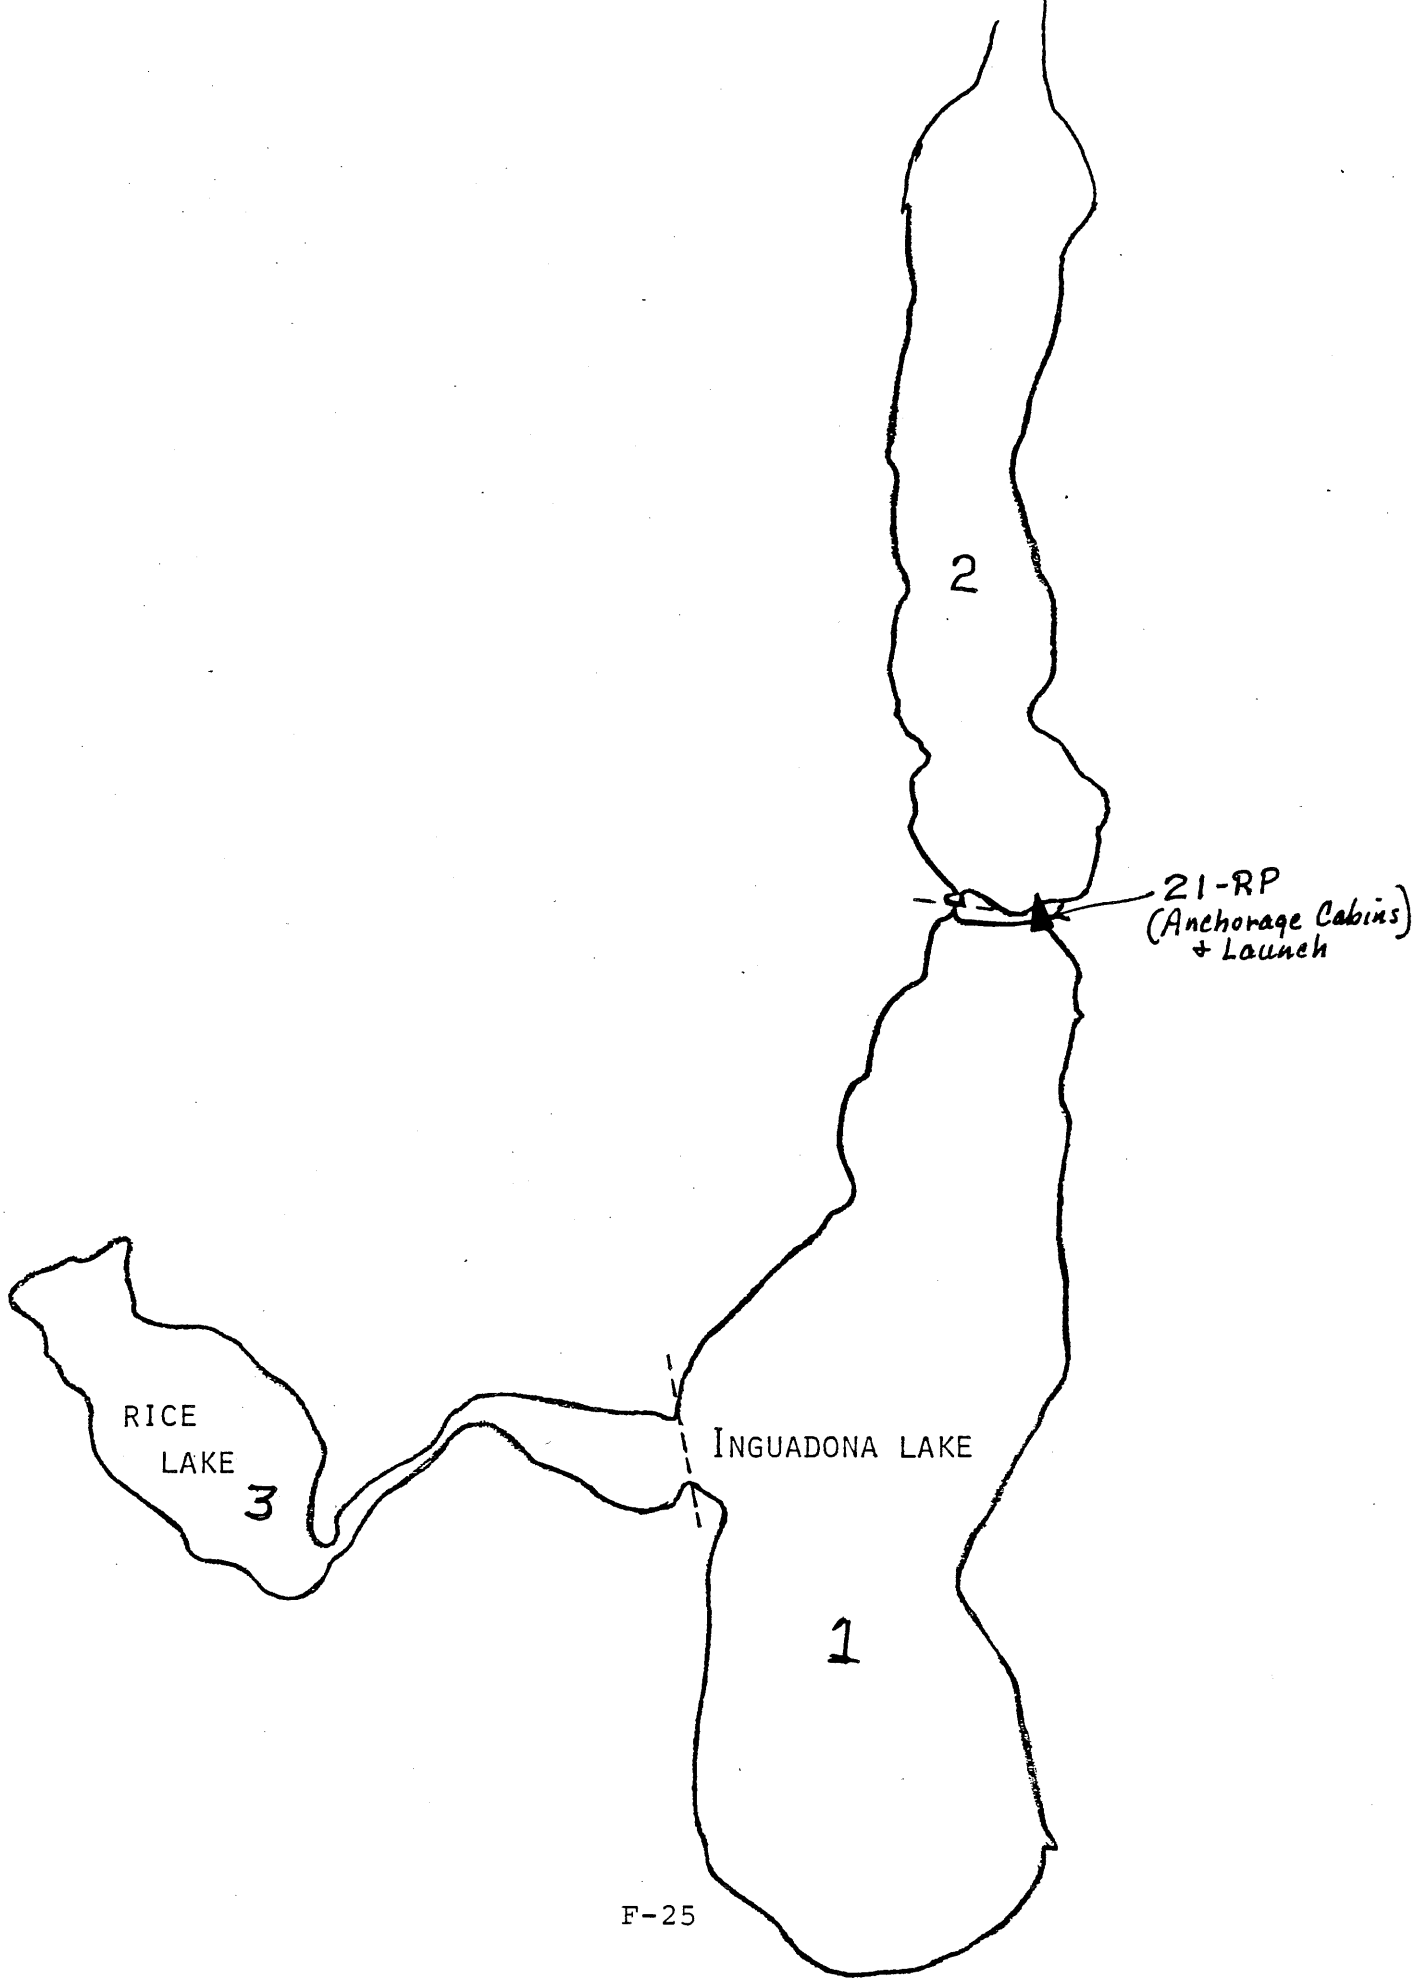 2
21-RP
(Anchorage Cabins)
+ Launch
RICE
LAKE
3
INGUADONA LAKE
1
F-25